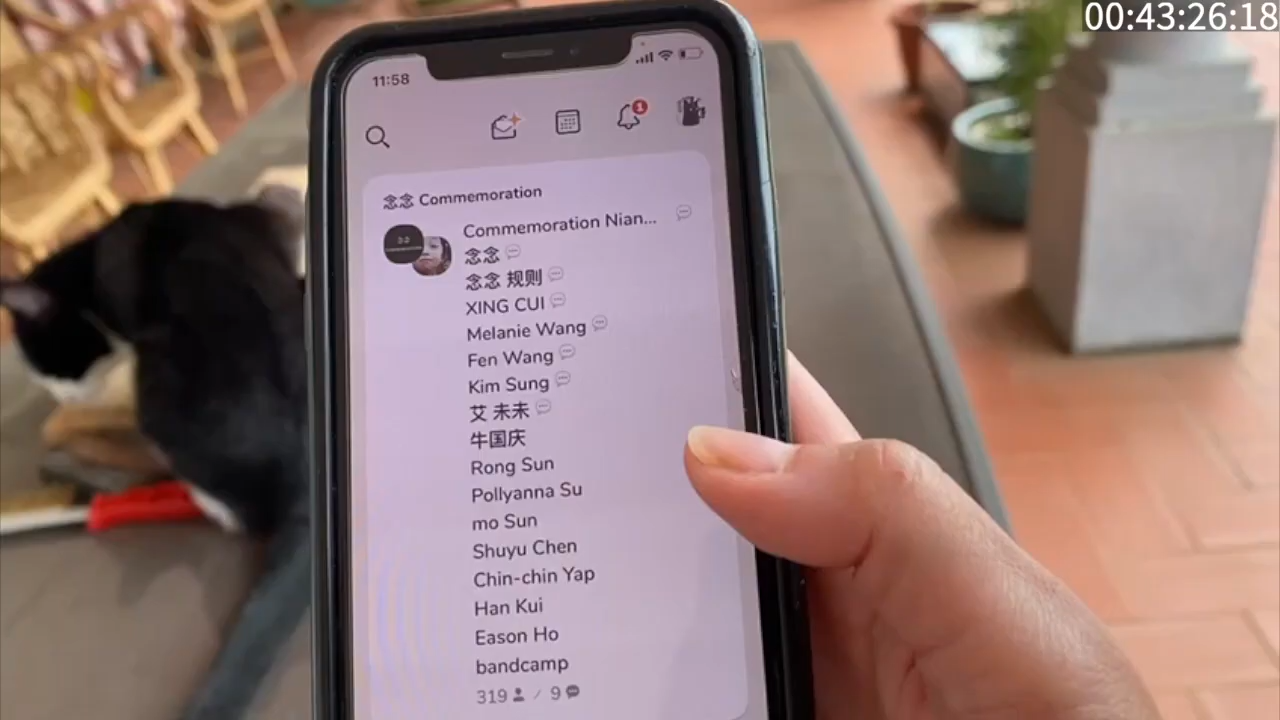 00:43:26:18
11:58
1
念念 Commemoration
Commemoration Nian...
念念
念念 规则
XING CUI
Melanie Wang
Fen Wang
Kim Sung
艾 未未
牛国庆
Rong Sun
Pollyanna Su
mo Sun
Shuyu Chen
Chin-chin Yap
Han Kui
Eason Ho
bandcamp
319 / 9